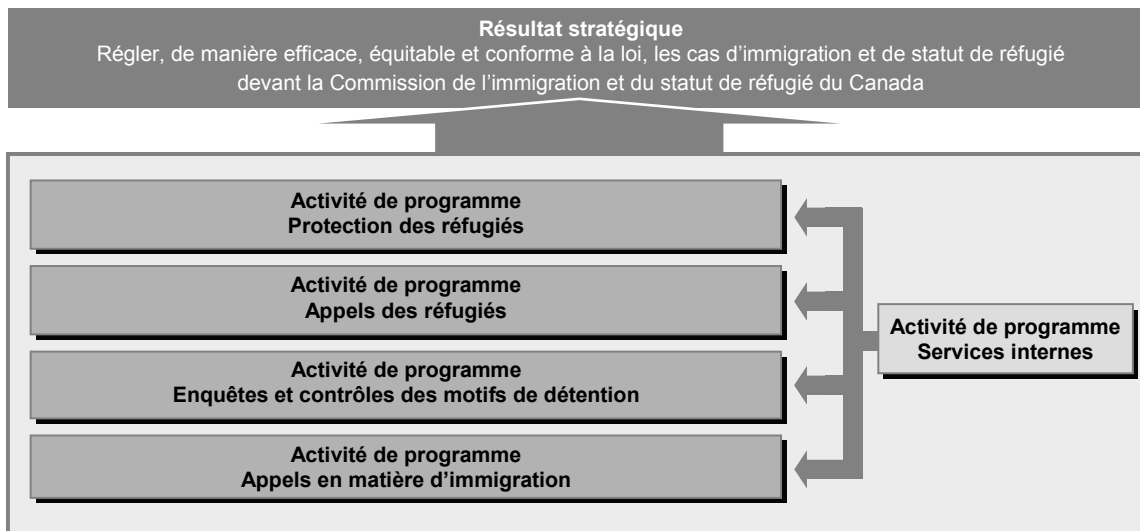 Résultat stratégique
Régler, de manière efficace, équitable et conforme à la loi, les cas d’immigration et de statut de réfugié
devant la Commission de l’immigration et du statut de réfugié du Canada
Activité de programme
Protection des réfugiés
Activité de programme
Appels des réfugiés
Activité de programme
Enquêtes et contrôles des motifs de détention
Activité de programme
Appels en matière d’immigration
Activité de programme
Services internes